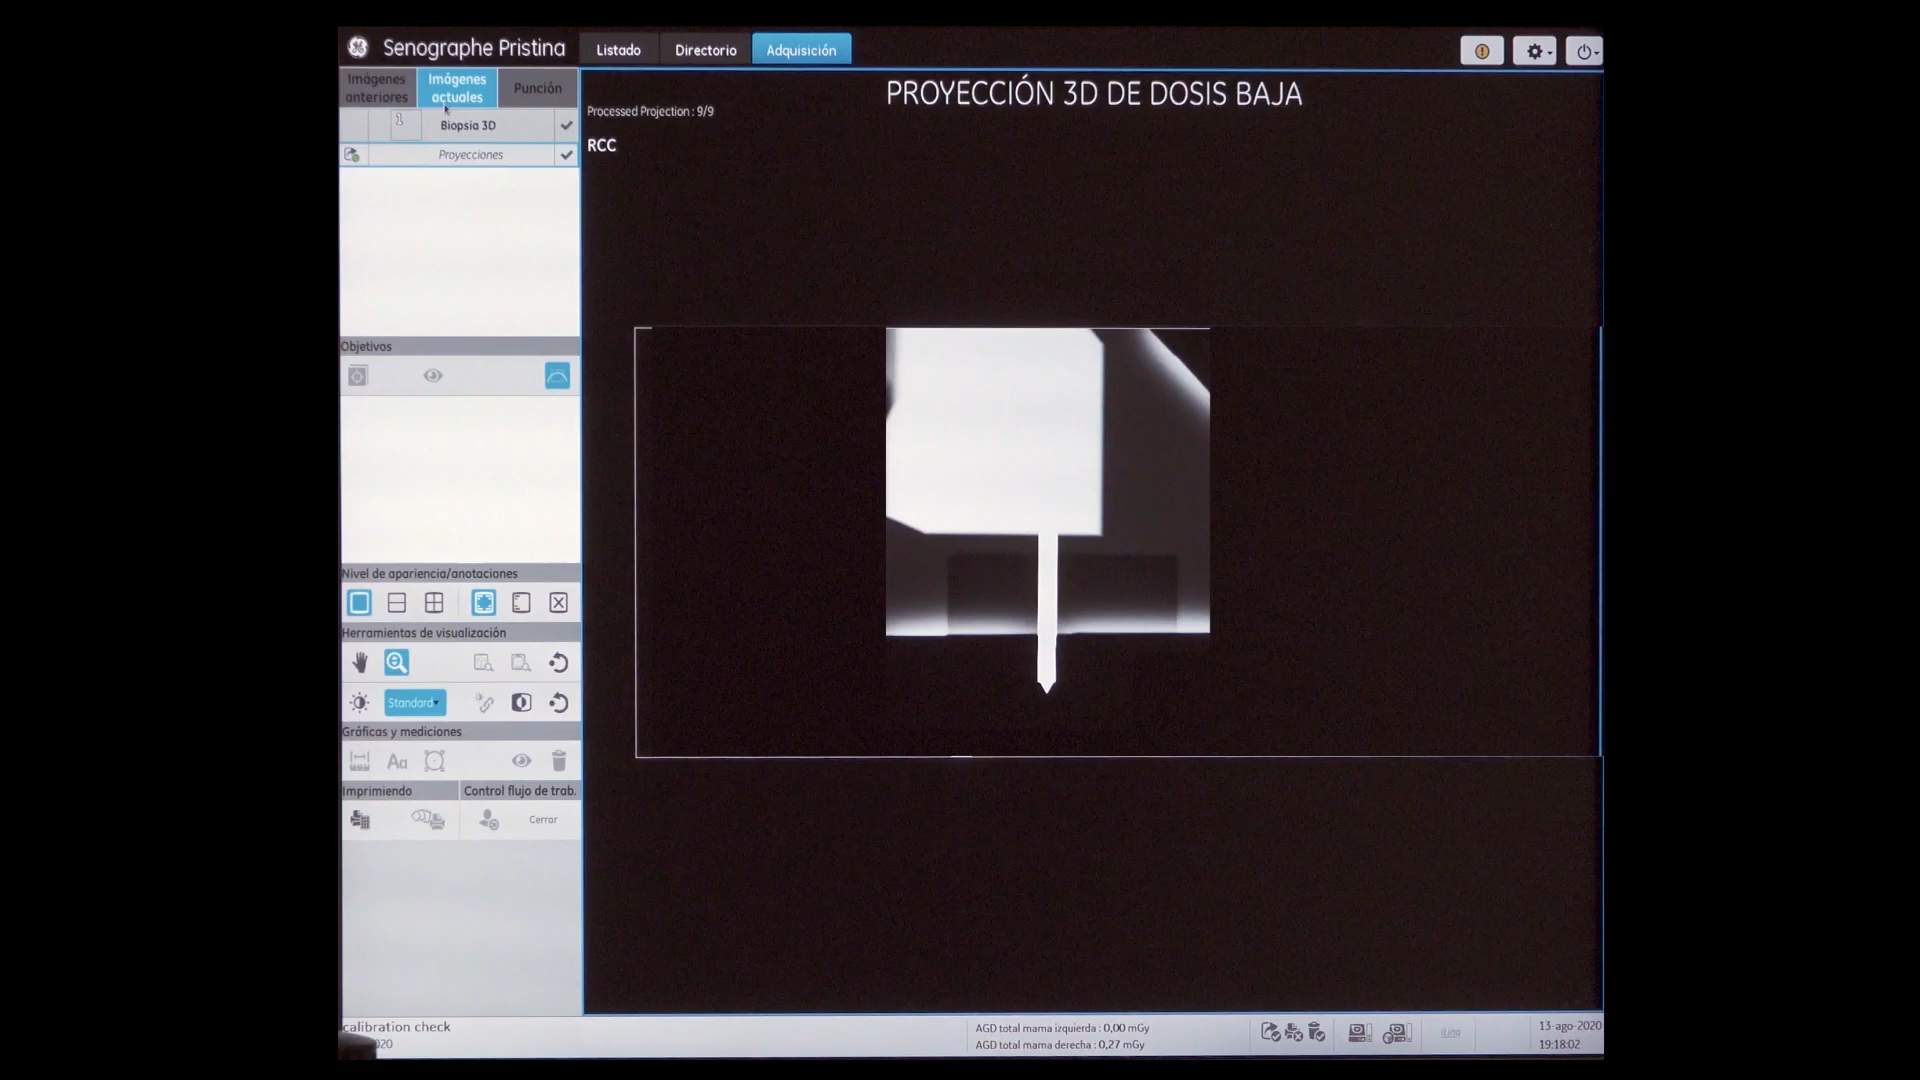 Senographe Pristina
Listado
Directorio
Adquisición
Imágenes anteriores
Imágenes actuales
Punción
1
Biopsia 3D
Proyecciones
Objetivos
Nivel de apariencia/anotaciones
Herramientas de visualización
Standard
Gráficas y mediciones
Aa
Imprimiendo
Control flujo de trab.
Cerrar
PROYECCIÓN 3D DE DOSIS BAJA
Processed Projection : 9/9
RCC
calibration check
020
AGD total mama izquierda : 0,00 mGy
AGD total mama derecha : 0,27 mGy
iLinq
13-ago-2020
19:18:02